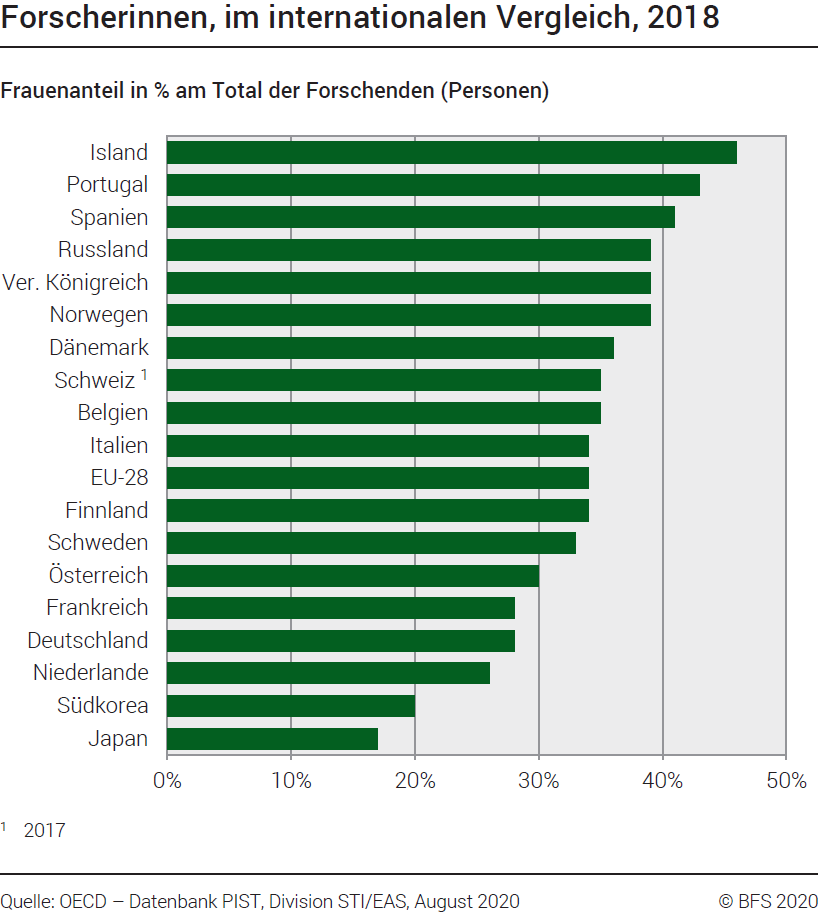 Forscherinnen, im internationalen Vergleich, 2018
Frauenanteil in % am Total der Forschenden (Personen)
Island
Portugal
Spanien
Russland
Ver. Königreich
Norwegen
Dänemark
Schweiz ¹
Belgien
Italien
EU-28
Finnland
Schweden
Österreich
Frankreich
Deutschland
Niederlande
Südkorea
Japan
0% 10% 20% 30% 40% 50%
¹ 2017
Quelle: OECD – Datenbank PIST, Division STI/EAS, August 2020 © BFS 2020